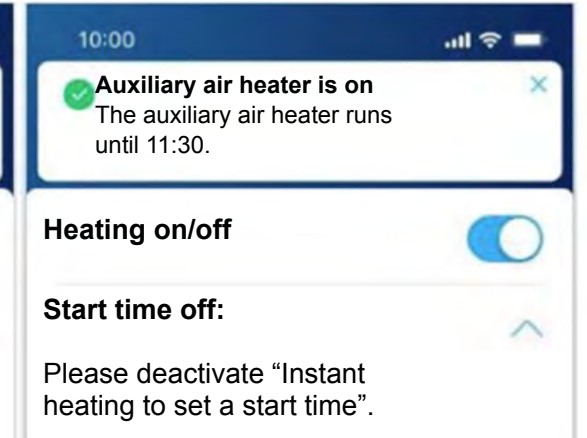 10:00
Auxiliary air heater is on
The auxiliary air heater runs
until 11:30.
Heating on/off
Start time off:
Please deactivate “Instant
heating to set a start time”.